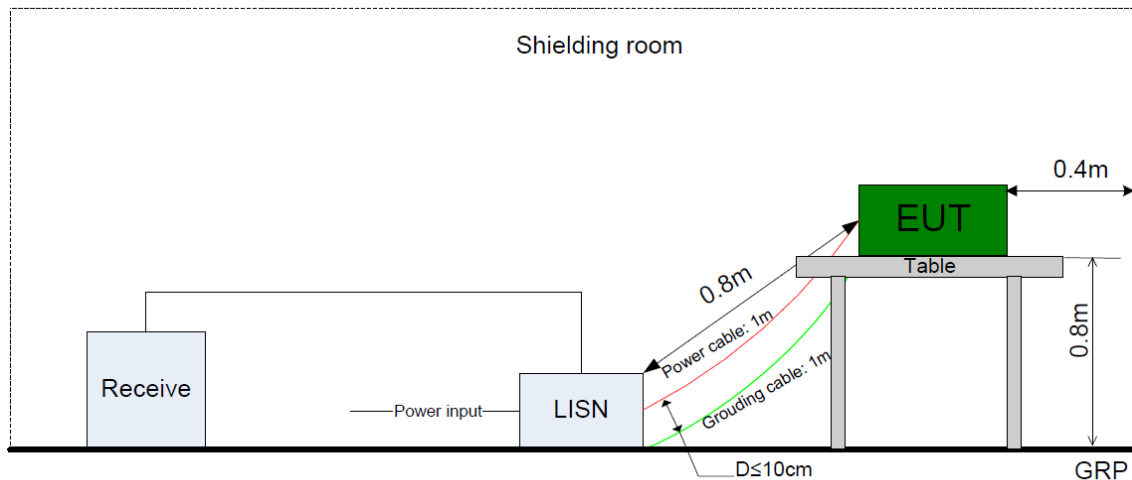 Shielding room
0.4m
EUT
Table
0.8m
0.8m
Power cable: 1m
Grouding cable: 1m
Receive
Power input
LISN
D≤10cm
GRP